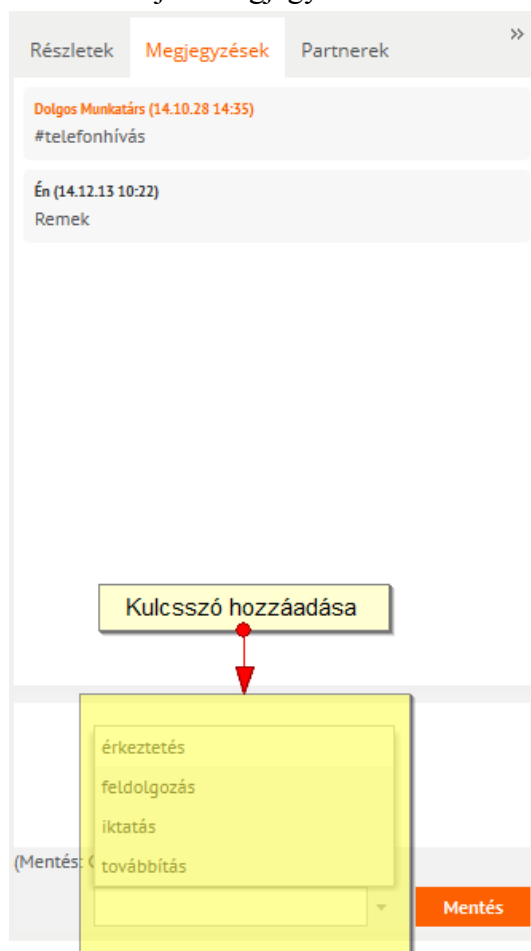 Részletek Megjegyzések Partnerek »
Dolgos Munkatárs (14.10.28 14:35)
#telefonhívás
Én (14.12.13 10:22)
Remek
Kulcsszó hozzáadása
érkeztetés
feldolgozás
iktatás
továbbítás
(Mentés:
Mentés